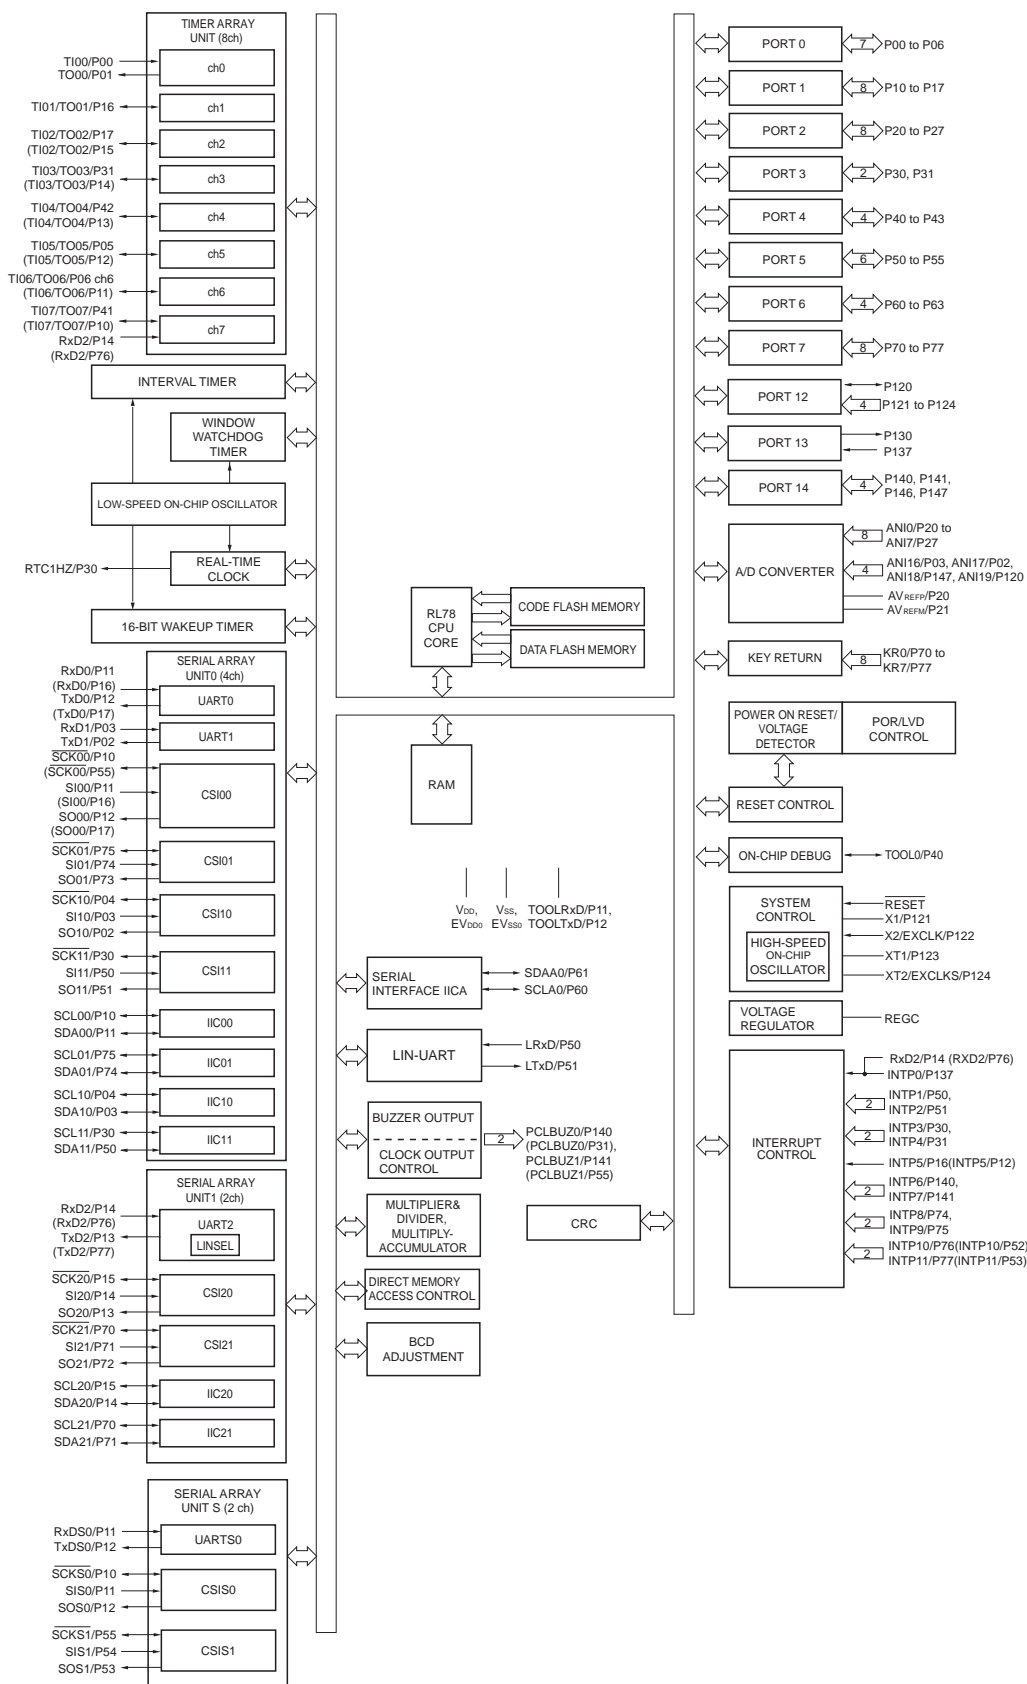 TIMER ARRAY
UNIT (8ch)
TI00/P00
TO00/P01
ch0
TI01/TO01/P16
ch1
TI02/TO02/P17
(TI02/TO02/P15
ch2
TI03/TO03/P31
(TI03/TO03/P14)
ch3
TI04/TO04/P42
(TI04/TO04/P13)
ch4
TI05/TO05/P05
(TI05/TO05/P12)
ch5
TI06/TO06/P06 ch6
(TI06/TO06/P11)
ch6
TI07/TO07/P41
(TI07/TO07/P10)
RxD2/P14
(RxD2/P76)
ch7
INTERVAL TIMER
WINDOW
WATCHDOG
TIMER
LOW-SPEED ON-CHIP OSCILLATOR
RTC1HZ/P30
REAL-TIME
CLOCK
16-BIT WAKEUP TIMER
SERIAL ARRAY
UNIT0 (4ch)
RxD0/P11
(RxD0/P16)
TxD0/P12
(TxD0/P17)
UART0
RxD1/P03
TxD1/P02
UART1
SCK00/P10
(SCK00/P55)
SI00/P11
(SI00/P16)
SO00/P12
(SO00/P17)
CSI00
SCK01/P75
SI01/P74
SO01/P73
CSI01
SCK10/P04
SI10/P03
SO10/P02
CSI10
SCK11/P30
SI11/P50
SO11/P51
CSI11
SCL00/P10
SDA00/P11
IIC00
SCL01/P75
SDA01/P74
IIC01
SCL10/P04
SDA10/P03
IIC10
SCL11/P30
SDA11/P50
IIC11
SERIAL ARRAY
UNIT1 (2ch)
RxD2/P14
(RxD2/P76)
TxD2/P13
(TxD2/P77)
UART2
LINSEL
SCK20/P15
SI20/P14
SO20/P13
CSI20
SCK21/P70
SI21/P71
SO21/P72
CSI21
SCL20/P15
SDA20/P14
IIC20
SCL21/P70
SDA21/P71
IIC21
SERIAL ARRAY
UNIT S (2 ch)
RxDS0/P11
TxDS0/P12
UARTS0
SCKS0/P10
SIS0/P11
SOS0/P12
CSIS0
SCKS1/P55
SIS1/P54
SOS1/P53
CSIS1
RL78
CPU
CORE
CODE FLASH MEMORY
DATA FLASH MEMORY
RAM
VDD,
EVDD0
VSS,
EVSS0
TOOLRxD/P11,
TOOLTxD/P12
SERIAL
INTERFACE IICA
SDAA0/P61
SCLA0/P60
LIN-UART
LRxD/P50
LTxD/P51
BUZZER OUTPUT
CLOCK OUTPUT
CONTROL
2
PCLBUZ0/P140
(PCLBUZ0/P31),
PCLBUZ1/P141
(PCLBUZ1/P55)
MULTIPLIER&
DIVIDER,
MULITIPLY-
ACCUMULATOR
CRC
DIRECT MEMORY
ACCESS CONTROL
BCD
ADJUSTMENT
PORT 0
7
P00 to P06
PORT 1
8
P10 to P17
PORT 2
8
P20 to P27
PORT 3
2
P30, P31
PORT 4
4
P40 to P43
PORT 5
6
P50 to P55
PORT 6
4
P60 to P63
PORT 7
8
P70 to P77
PORT 12
P120
4
P121 to P124
PORT 13
P130
P137
PORT 14
4
P140, P141,
P146, P147
A/D CONVERTER
8
ANI0/P20 to
ANI7/P27
4
ANI16/P03, ANI17/P02,
ANI18/P147, ANI19/P120
AVREFP/P20
AVREFM/P21
KEY RETURN
8
KR0/P70 to
KR7/P77
POWER ON RESET/
VOLTAGE
DETECTOR
POR/LVD
CONTROL
RESET CONTROL
ON-CHIP DEBUG
TOOL0/P40
SYSTEM
CONTROL
HIGH-SPEED
ON-CHIP
OSCILLATOR
RESET
X1/P121
X2/EXCLK/P122
XT1/P123
XT2/EXCLKS/P124
VOLTAGE
REGULATOR
REGC
INTERRUPT
CONTROL
RxD2/P14 (RXD2/P76)
INTP0/P137
2
INTP1/P50,
INTP2/P51
2
INTP3/P30,
INTP4/P31
INTP5/P16(INTP5/P12)
2
INTP6/P140,
INTP7/P141
2
INTP8/P74,
INTP9/P75
2
INTP10/P76(INTP10/P52)
INTP11/P77(INTP11/P53)